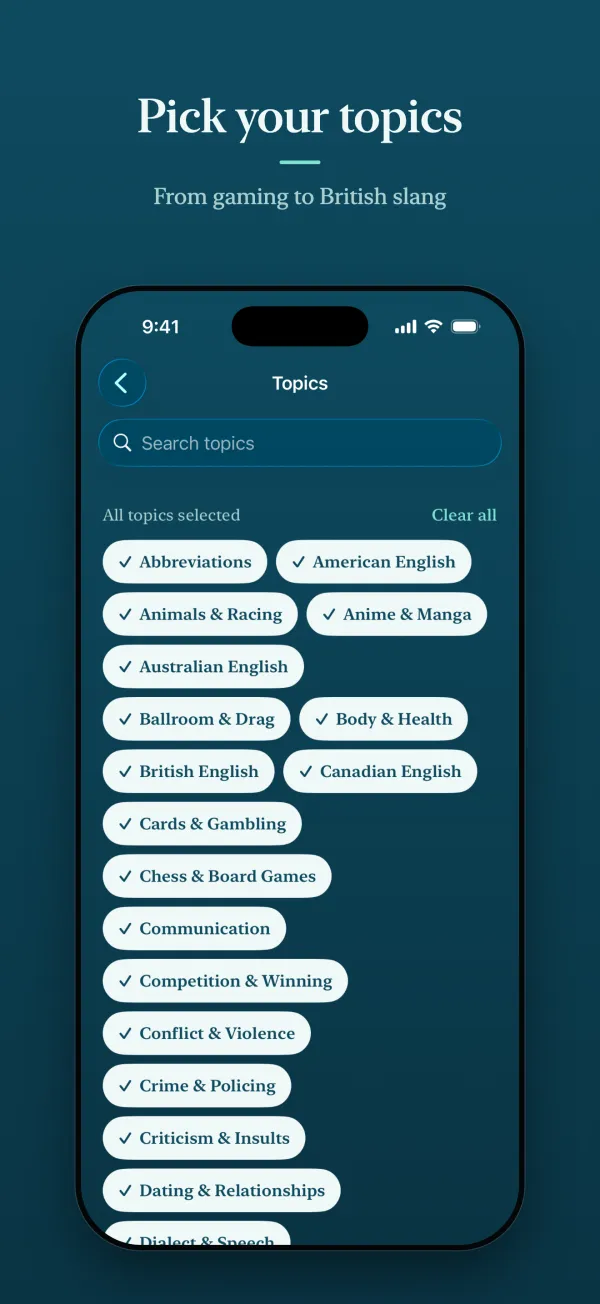 Pick your topics
From gaming to British slang
9:41
Topics
Search topics
All topics selected Clear all
✓ Abbreviations ✓ American English
✓ Animals & Racing ✓ Anime & Manga
✓ Australian English
✓ Ballroom & Drag ✓ Body & Health
✓ British English ✓ Canadian English
✓ Cards & Gambling
✓ Chess & Board Games
✓ Communication
✓ Competition & Winning
✓ Conflict & Violence
✓ Crime & Policing
✓ Criticism & Insults
✓ Dating & Relationships
✓ Dialect & Speech